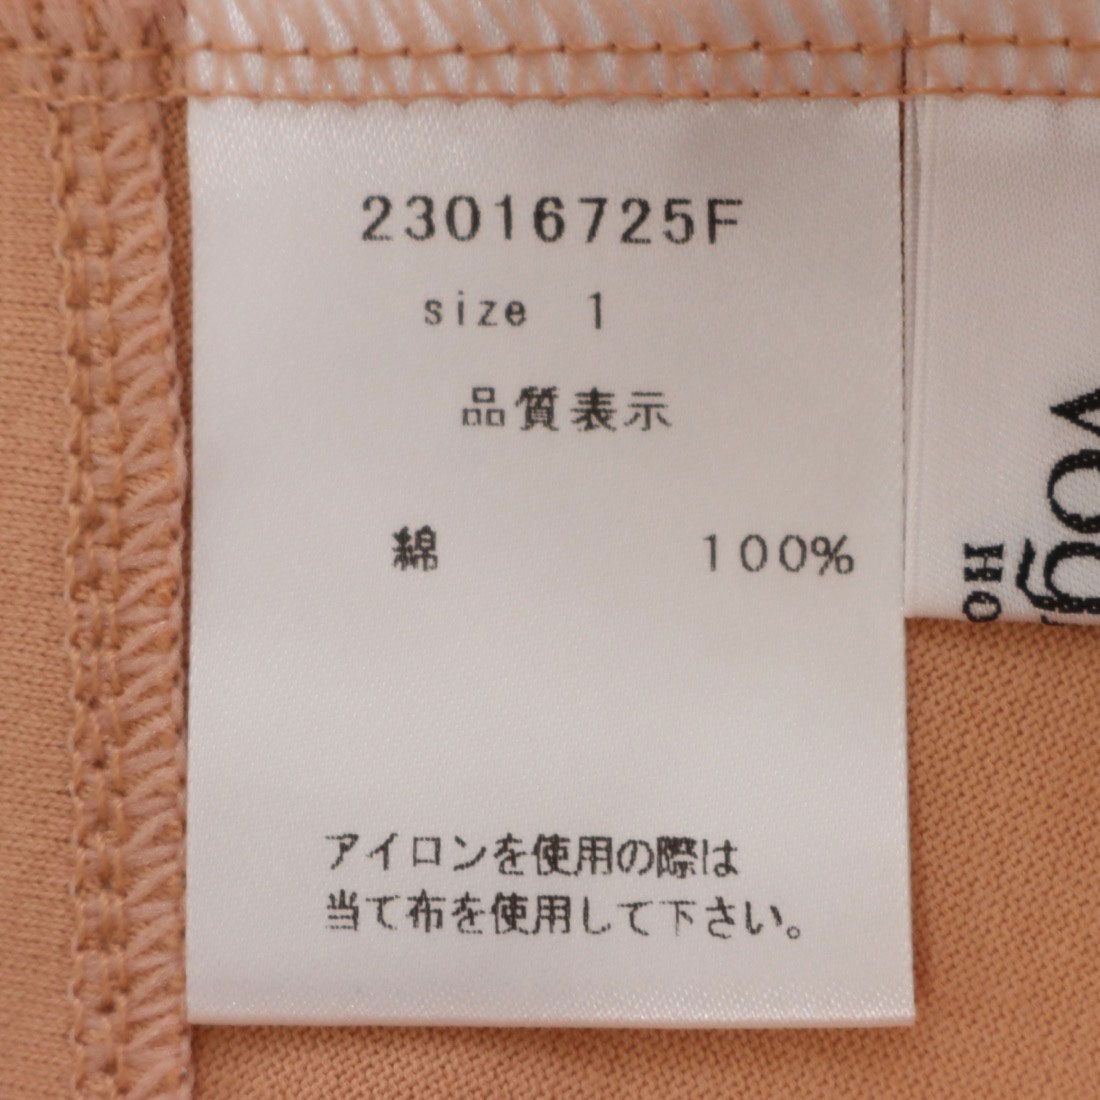 23016725F
size 1
品質表示
綿 100%
アイロンを使用の際は
当て布を使用して下さい。